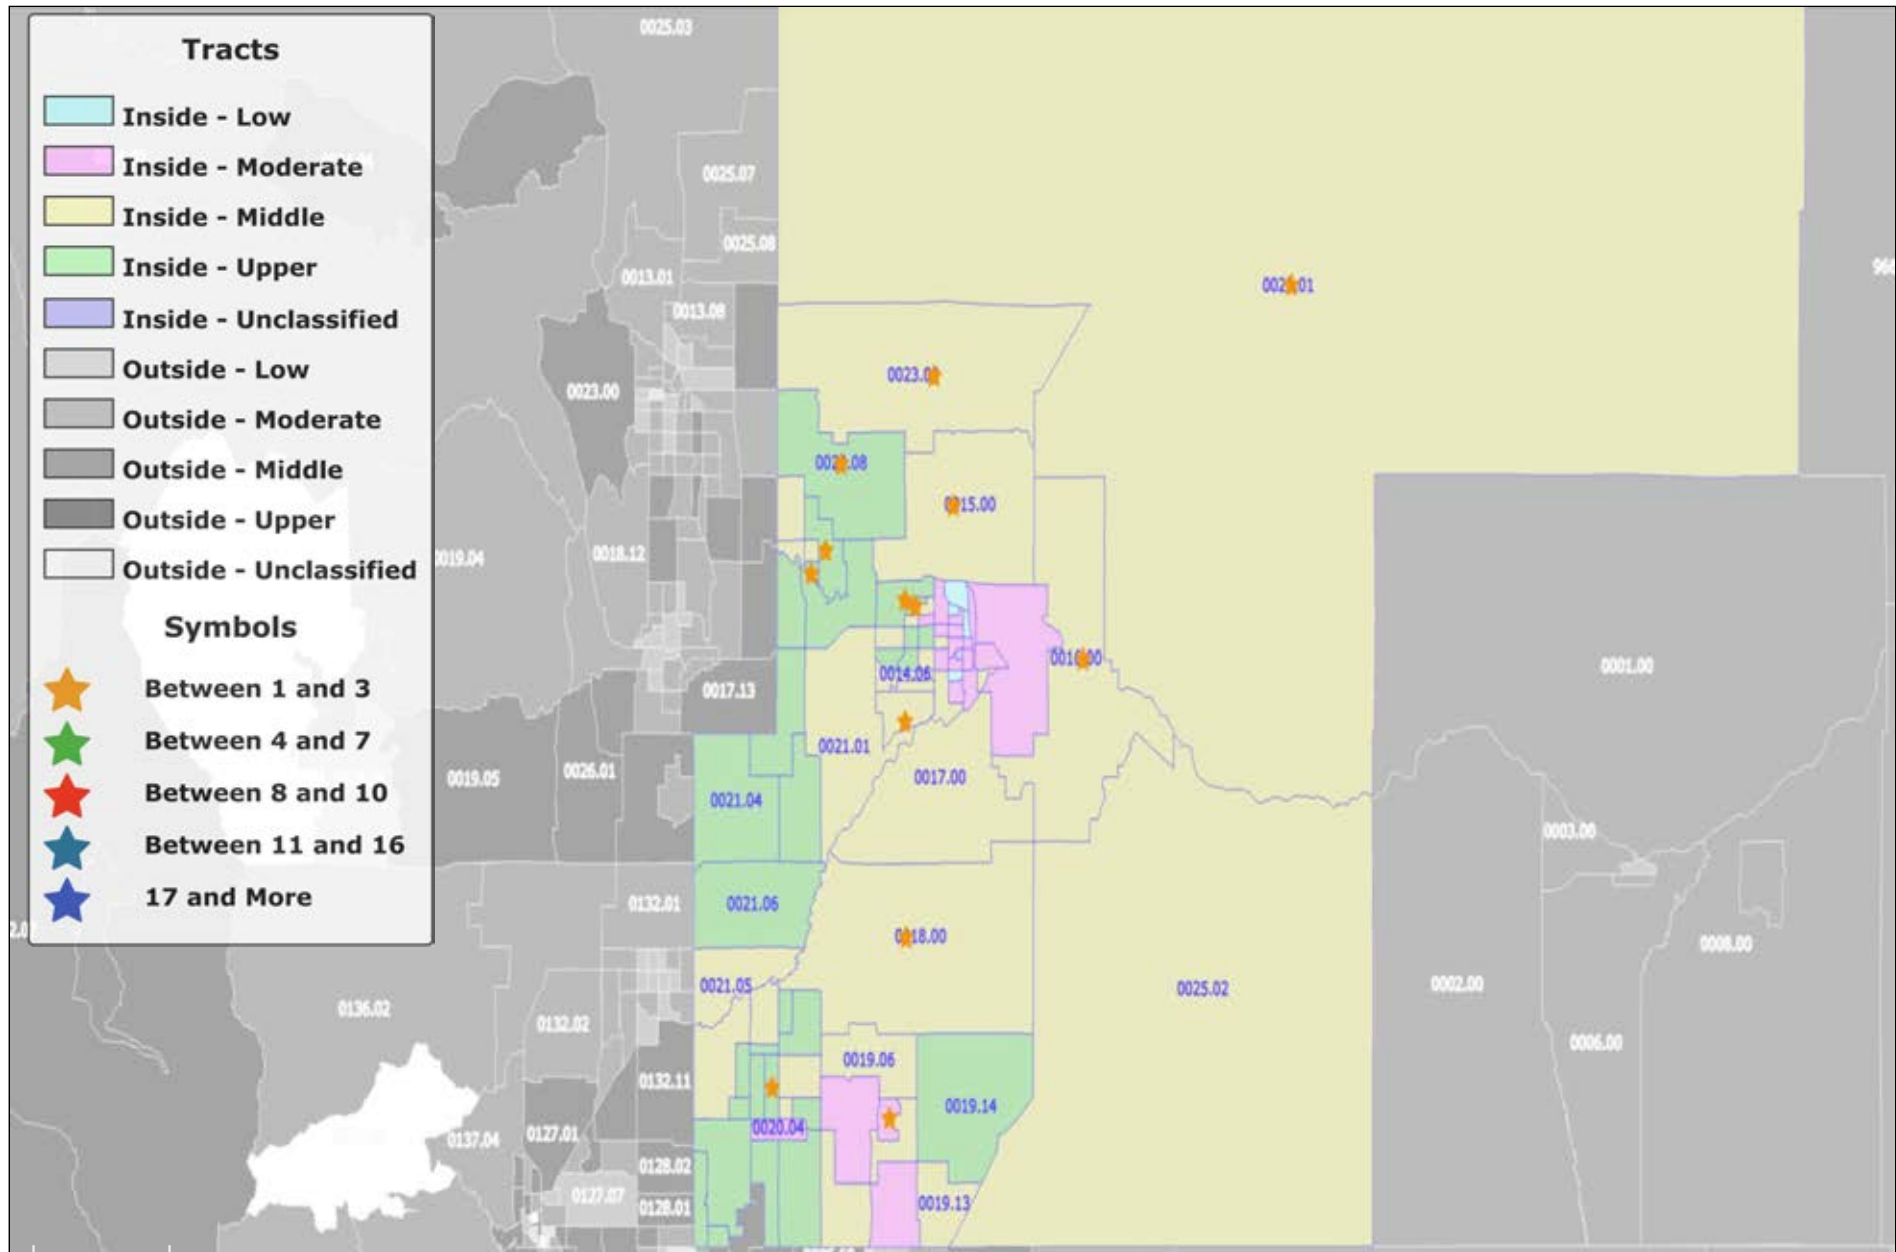 Tracts
Inside - Low
Inside - Moderate
Inside - Middle
Inside - Upper
Inside - Unclassified
Outside - Low
Outside - Moderate
Outside - Middle
Outside - Upper
Outside - Unclassified
Symbols
Between 1 and 3
Between 4 and 7
Between 8 and 10
Between 11 and 16
17 and More
0025.03
0025.07
0025.08
0013.01
0013.08
0023.00
0019.04
0018.12
0017.13
0019.05
0026.01
0132.01
0136.02
0132.02
0132.11
0137.04
0127.01
0128.02
0127.07
0128.01
0015.00
0014.06
0021.01
0017.00
0021.04
0021.06
0021.05
0025.02
0019.06
0019.14
0020.04
0019.13
0001.00
0003.00
0008.00
0002.00
0006.00